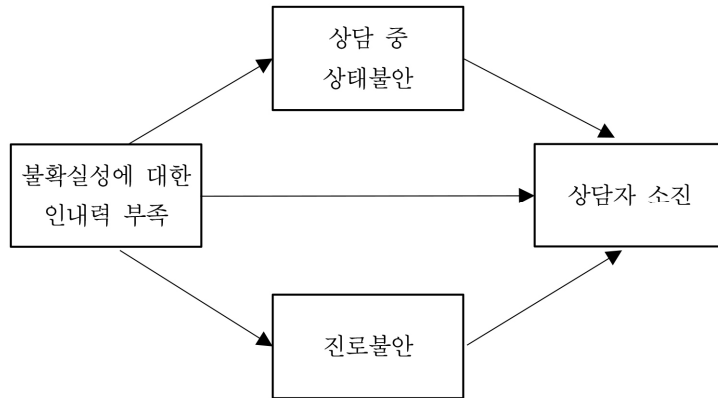 상담 중
상태불안
불확실성에 대한
인내력 부족
상담자 소진
진로불안